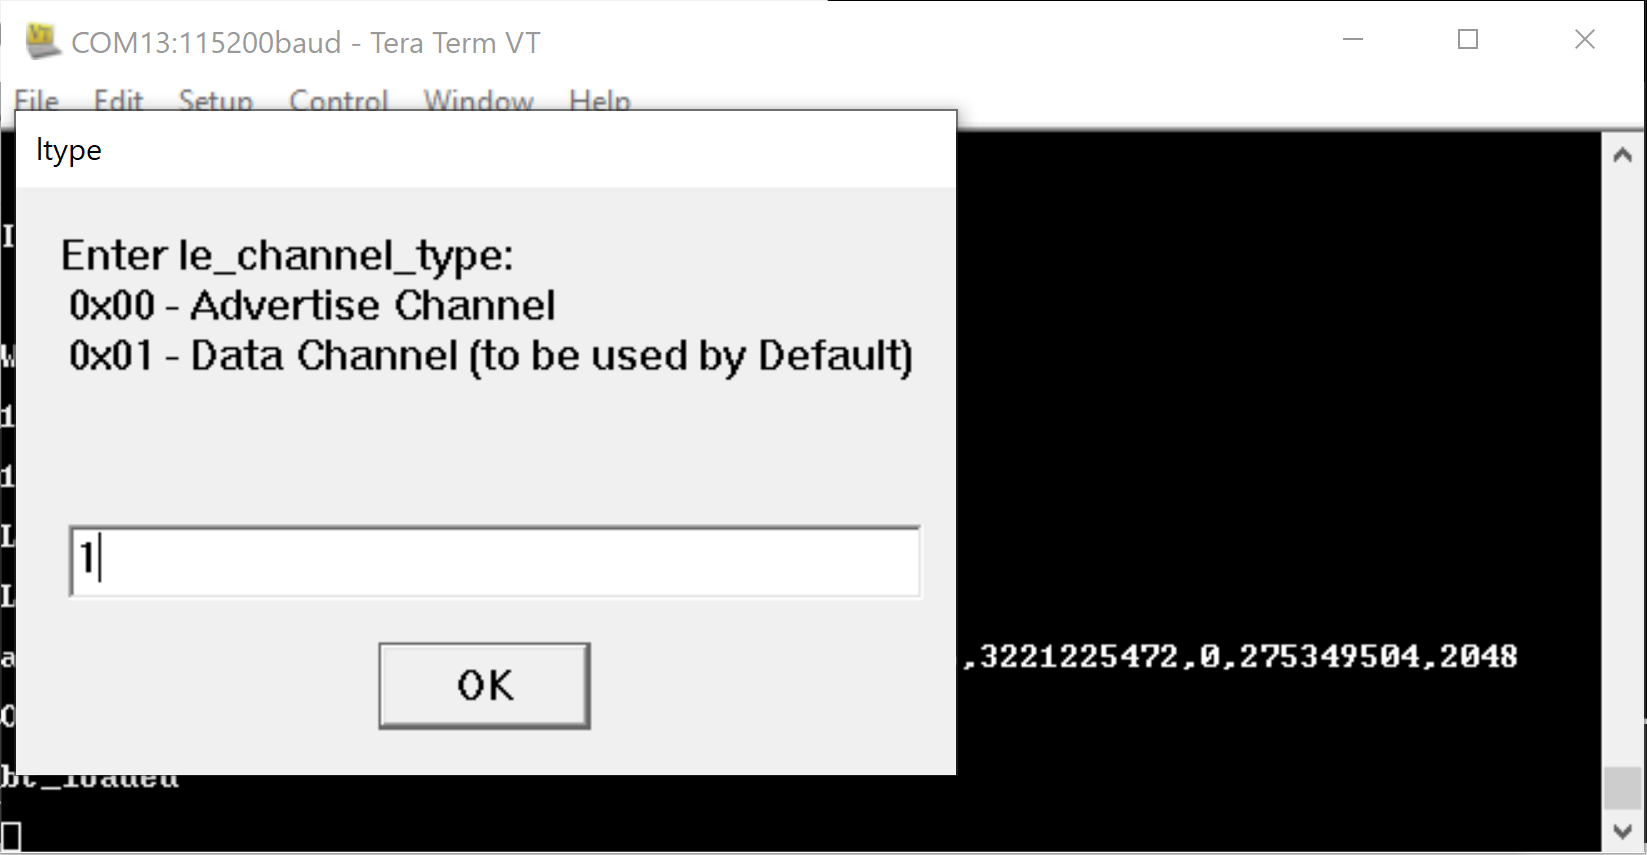 COM13:115200baud - Tera Term VT
File Edit Setup Control Window Help
ltype
Enter le_channel_type:
0x00 - Advertise Channel
0x01 - Data Channel (to be used by Default)
1
OK
I
W
1
1
L
L
a ,3221225472,0,275349504,2048
O
bt_loaded